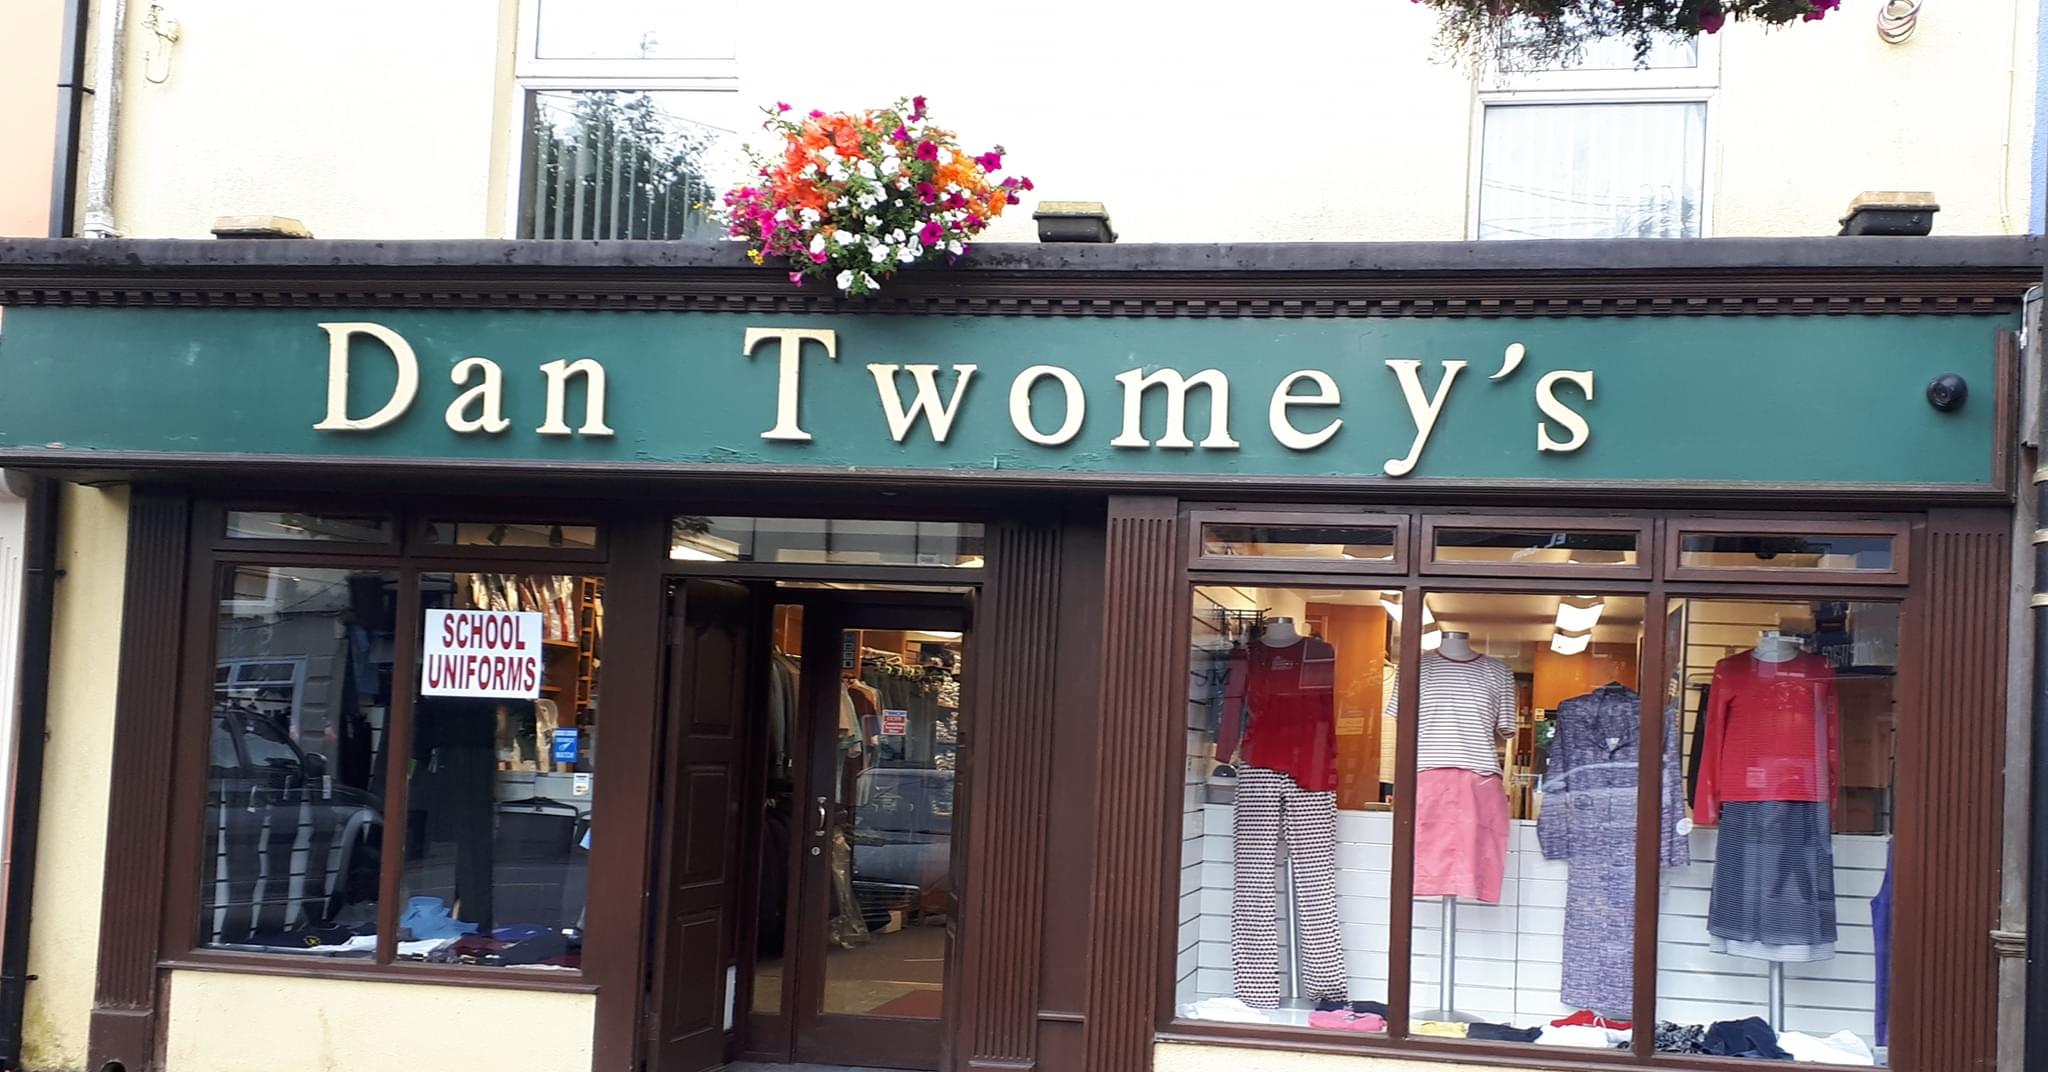 Dan Twomey's
SCHOOL
UNIFORMS